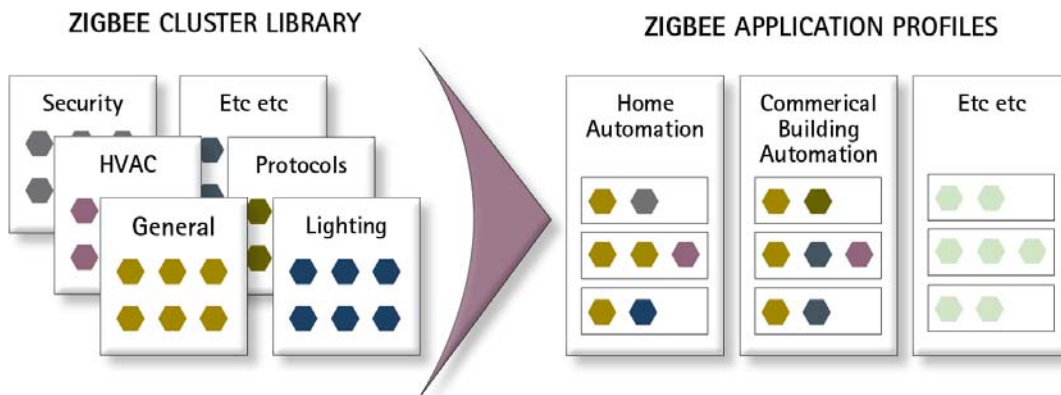 ZIGBEE CLUSTER LIBRARY
ZIGBEE APPLICATION PROFILES
Security
Etc etc
HVAC
Protocols
General
Lighting
Home
Automation
Commerical
Building
Automation
Etc etc